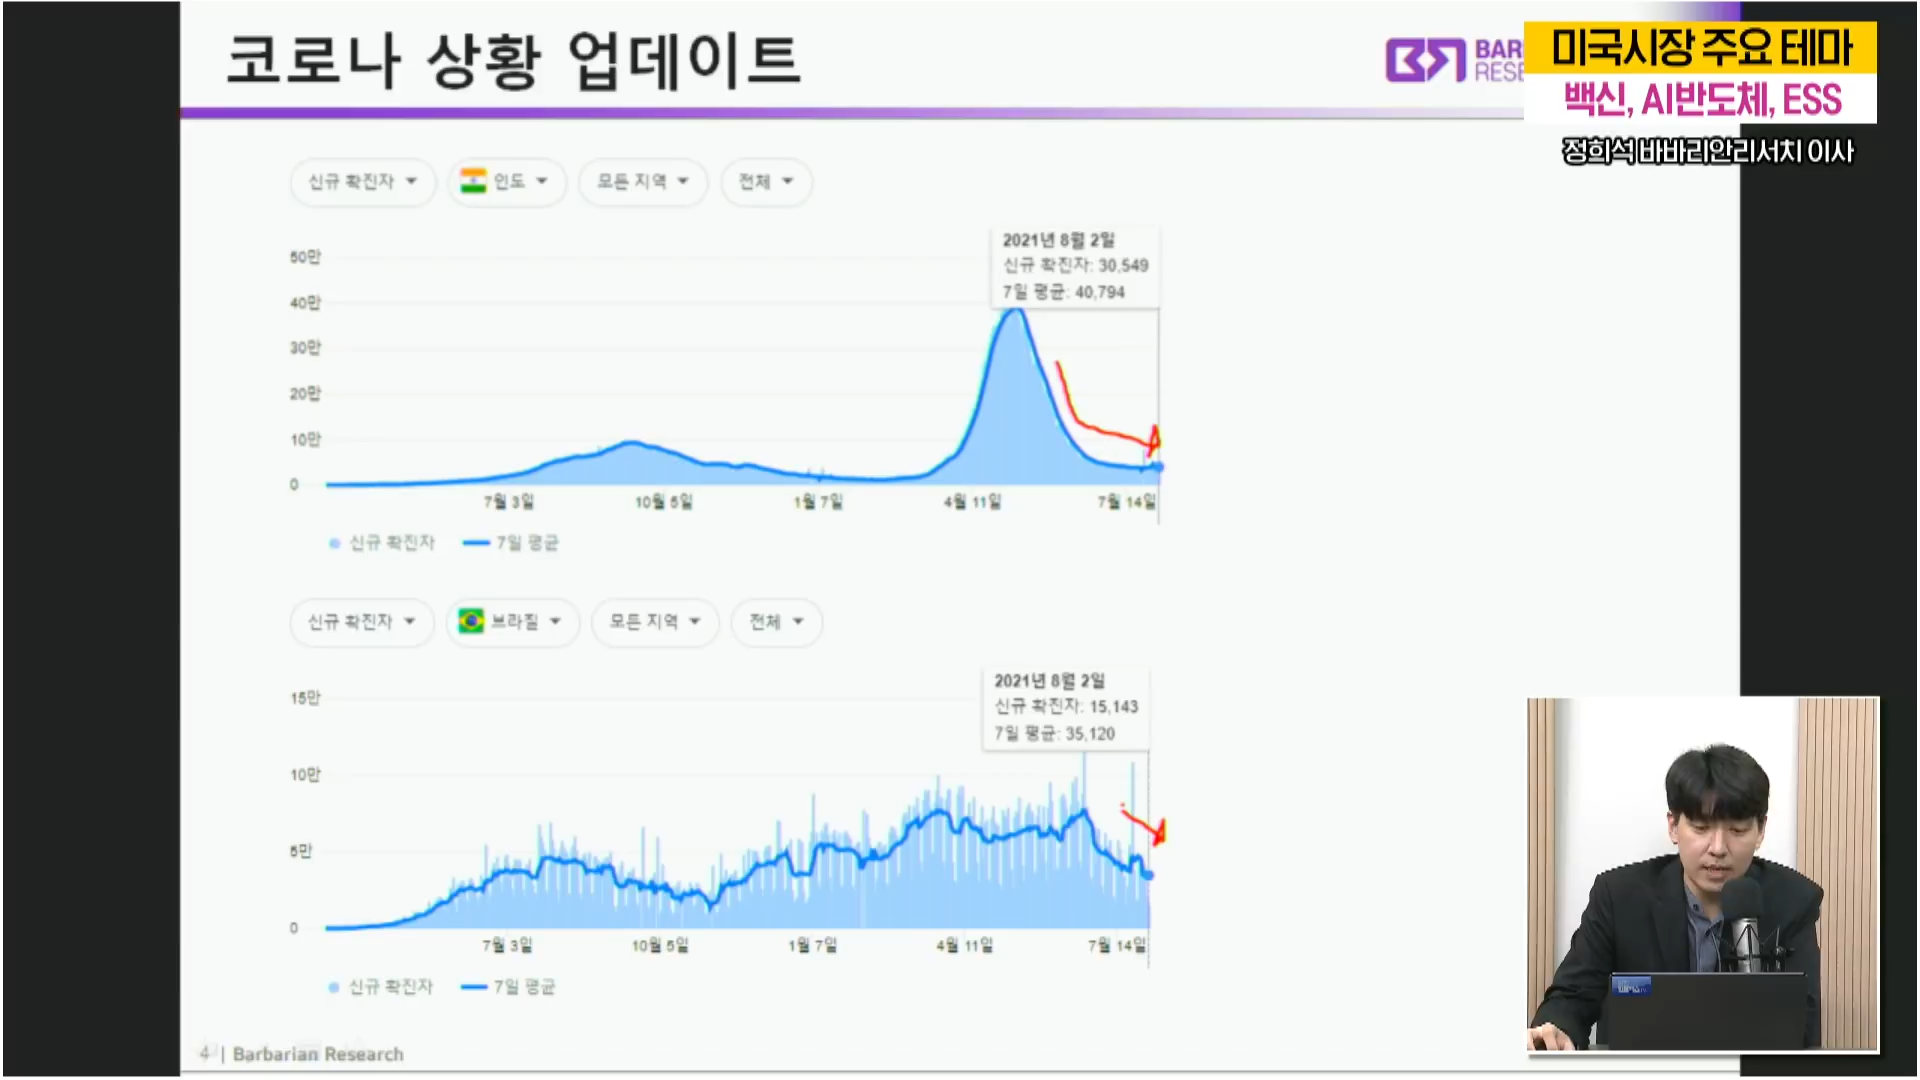 코로나 상황 업데이트
미국시장 주요 테마
백신, AI반도체, ESS
정희석 바바리안리서치 이사
신규 확진자 인도 모든 지역 전체
2021년 8월 2일
신규 확진자: 30,549
7일 평균: 40,794
50만
40만
30만
20만
10만
0
7월 3일 10월 5일 1월 7일 4월 11일 7월 14일
신규 확진자 7일 평균
신규 확진자 브라질 모든 지역 전체
2021년 8월 2일
신규 확진자: 15,143
7일 평균: 35,120
15만
10만
5만
0
7월 3일 10월 5일 1월 7일 4월 11일 7월 14일
신규 확진자 7일 평균
4 | Barbarian Research